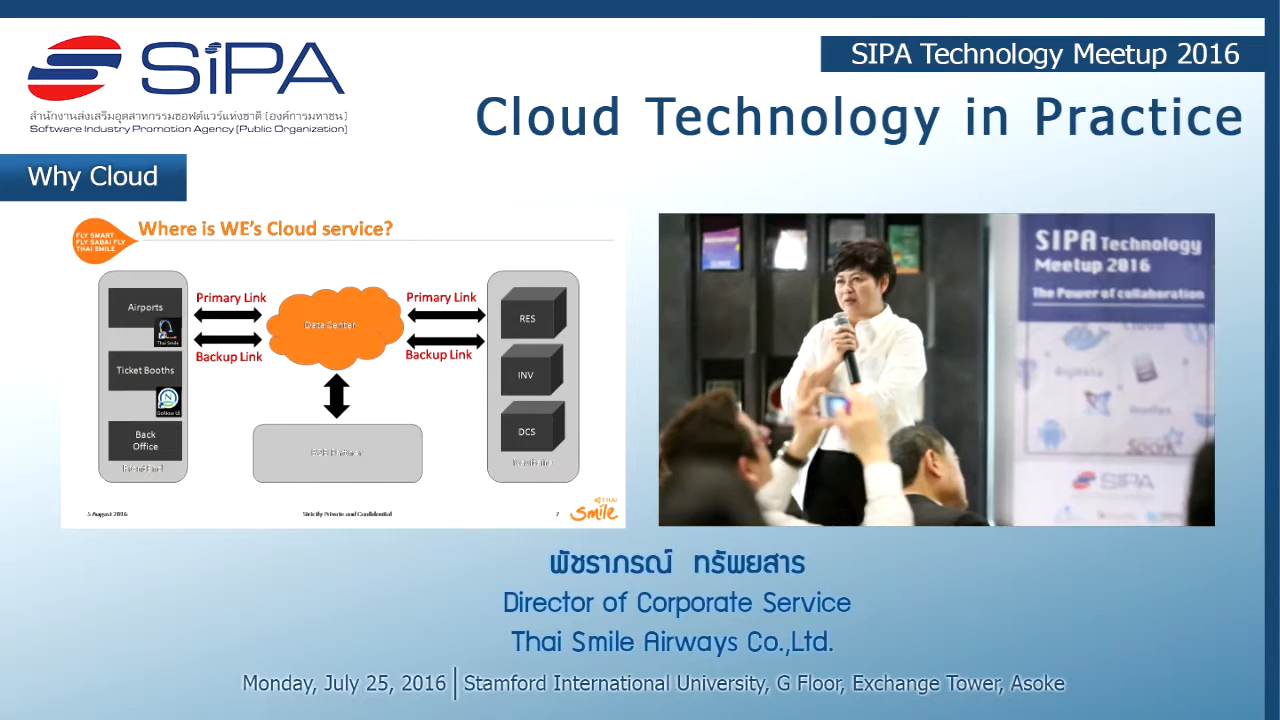 SIPA
สำนักงานส่งเสริมอุตสาหกรรมซอฟต์แวร์แห่งชาติ (องค์การมหาชน)
Software Industry Promotion Agency (Public Organization)
SIPA Technology Meetup 2016
Cloud Technology in Practice
Why Cloud
FLY SMART
FLY SABAI FLY
THAI SMILE
Where is WE's Cloud service?
Airports
Thai Smile
Ticket Booths
GoNow UI
Back
Office
Primary Link
Backup Link
Data Center
Primary Link
Backup Link
RES
INV
DCS
5 August 2016
Strictly Private and Confidential
7
THAI
Smile
SIPA Technology
Meetup 2016
The Power of collaboration
Cloud
Spark
SIPA
พัชราภรณ์ ทรัพยสาร
Director of Corporate Service
Thai Smile Airways Co.,Ltd.
Monday, July 25, 2016 | Stamford International University, G Floor, Exchange Tower, Asoke